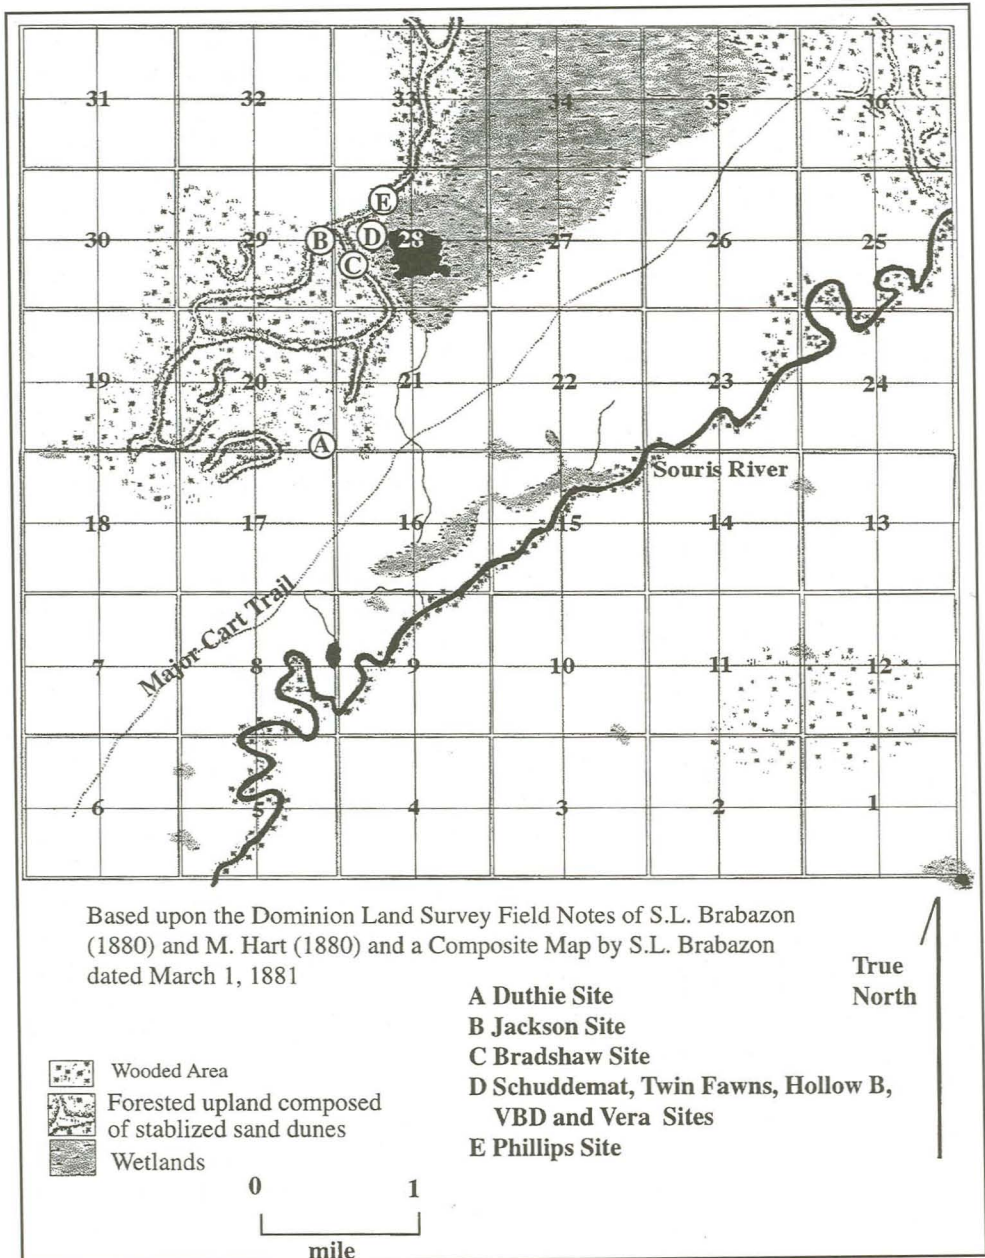 31 32 33 34 35 36
E
30 29 B D 28 27 26 25
C
19 20 21 22 23 24
A
Souris River
18 17 16 15 14 13
Major Cart Trail
7 8 9 10 11 12
6 5 4 3 2 1
Based upon the Dominion Land Survey Field Notes of S.L. Brabazon
(1880) and M. Hart (1880) and a Composite Map by S.L. Brabazon
dated March 1, 1881
True
North
A Duthie Site
B Jackson Site
C Bradshaw Site
D Schuddemat, Twin Fawns, Hollow B,
VBD and Vera Sites
E Phillips Site
Wooded Area
Forested upland composed
of stablized sand dunes
Wetlands
0 1
mile